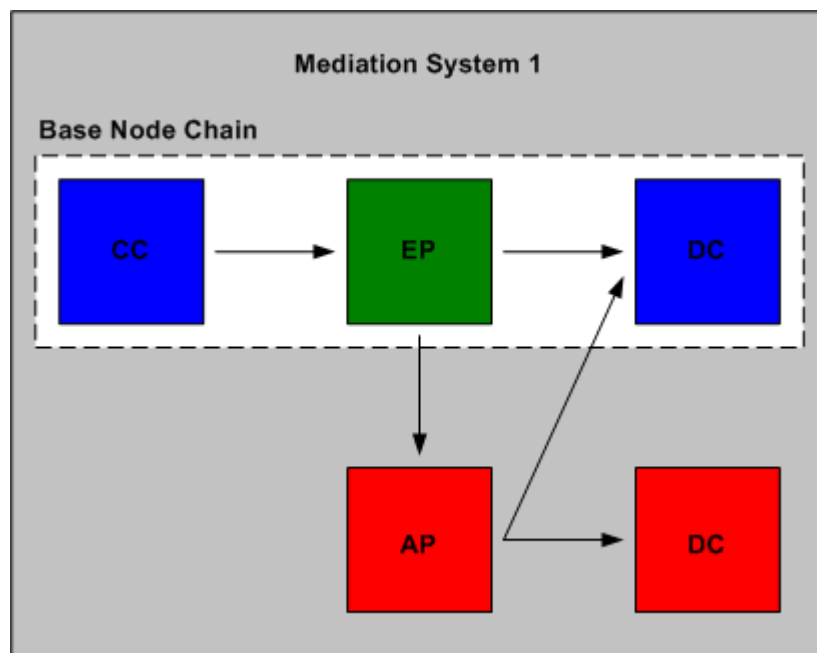 Mediation System 1
Base Node Chain
CC
EP
DC
AP
DC